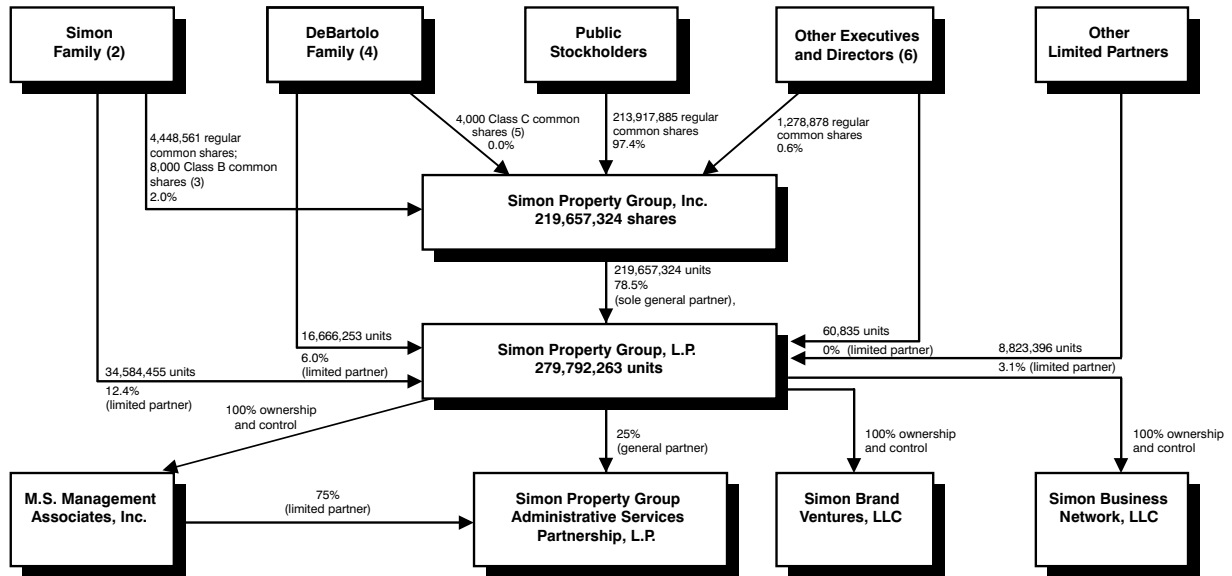 Simon
Family (2)
DeBartolo
Family (4)
Public
Stockholders
Other Executives
and Directors (6)
Other
Limited Partners
4,448,561 regular
common shares;
8,000 Class B common
shares (3)
2.0%
4,000 Class C common
shares (5)
0.0%
213,917,885 regular
common shares
97.4%
1,278,878 regular
common shares
0.6%
Simon Property Group, Inc.
219,657,324 shares
219,657,324 units
78.5%
(sole general partner),
16,666,253 units
6.0%
(limited partner)
34,584,455 units
12.4%
(limited partner)
Simon Property Group, L.P.
279,792,263 units
60,835 units
0% (limited partner)
8,823,396 units
3.1% (limited partner)
100% ownership
and control
25%
(general partner)
100% ownership
and control
100% ownership
and control
M.S. Management
Associates, Inc.
75%
(limited partner)
Simon Property Group
Administrative Services
Partnership, L.P.
Simon Brand
Ventures, LLC
Simon Business
Network, LLC